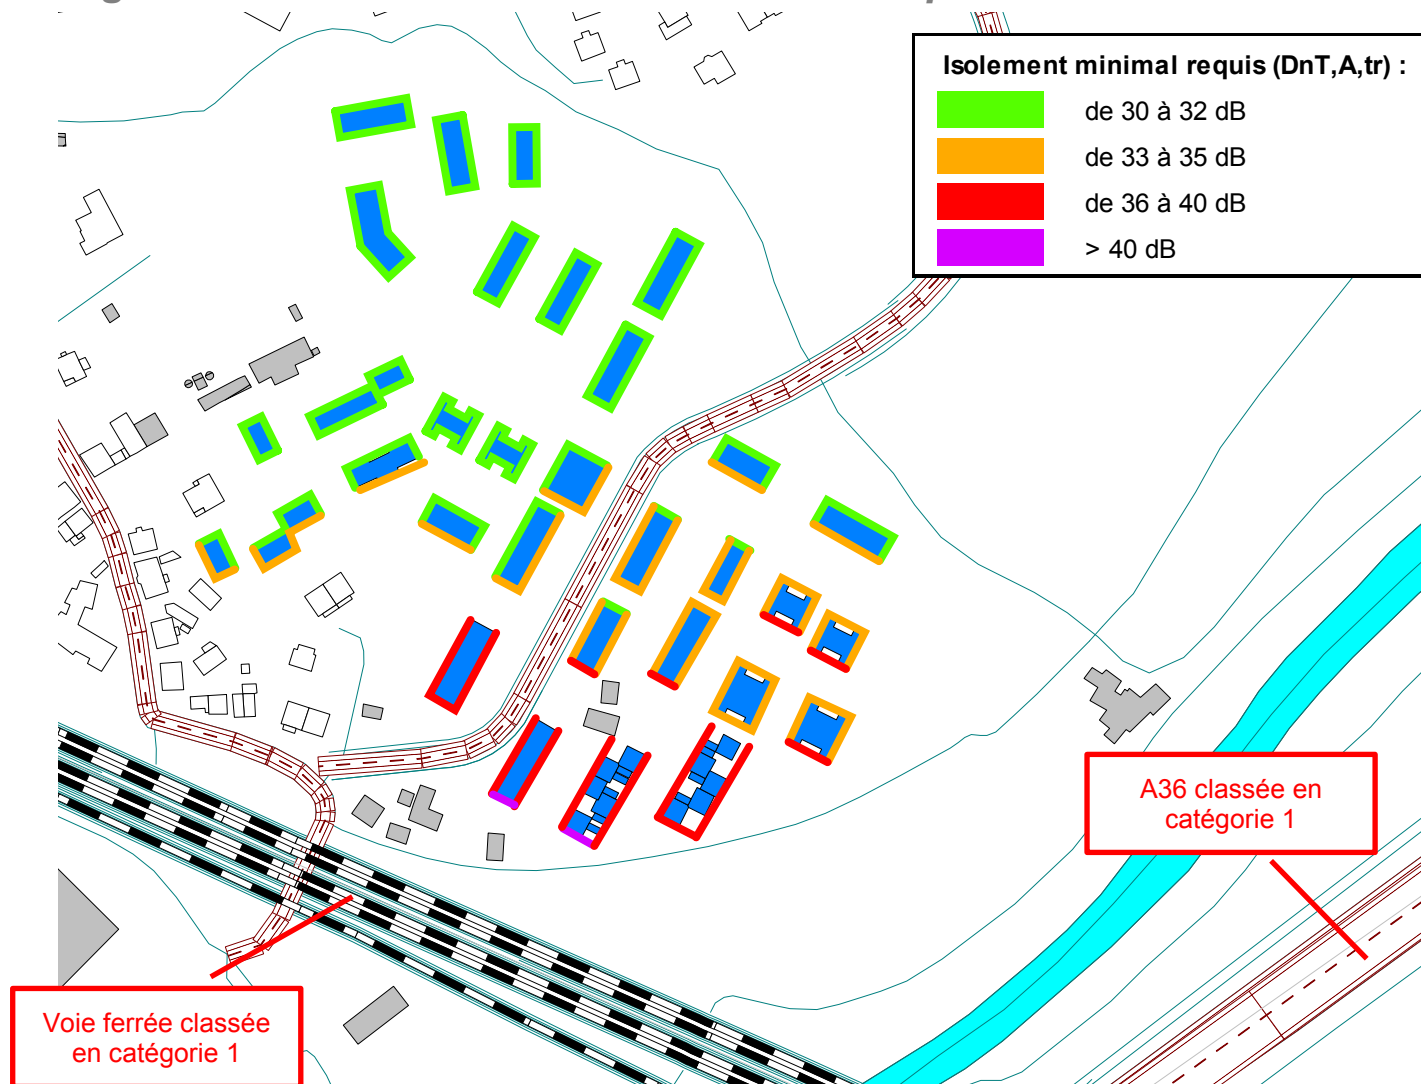 Isolement minimal requis (DnT,A,tr) :
de 30 à 32 dB
de 33 à 35 dB
de 36 à 40 dB
> 40 dB
A36 classée en
catégorie 1
Voie ferrée classée
en catégorie 1